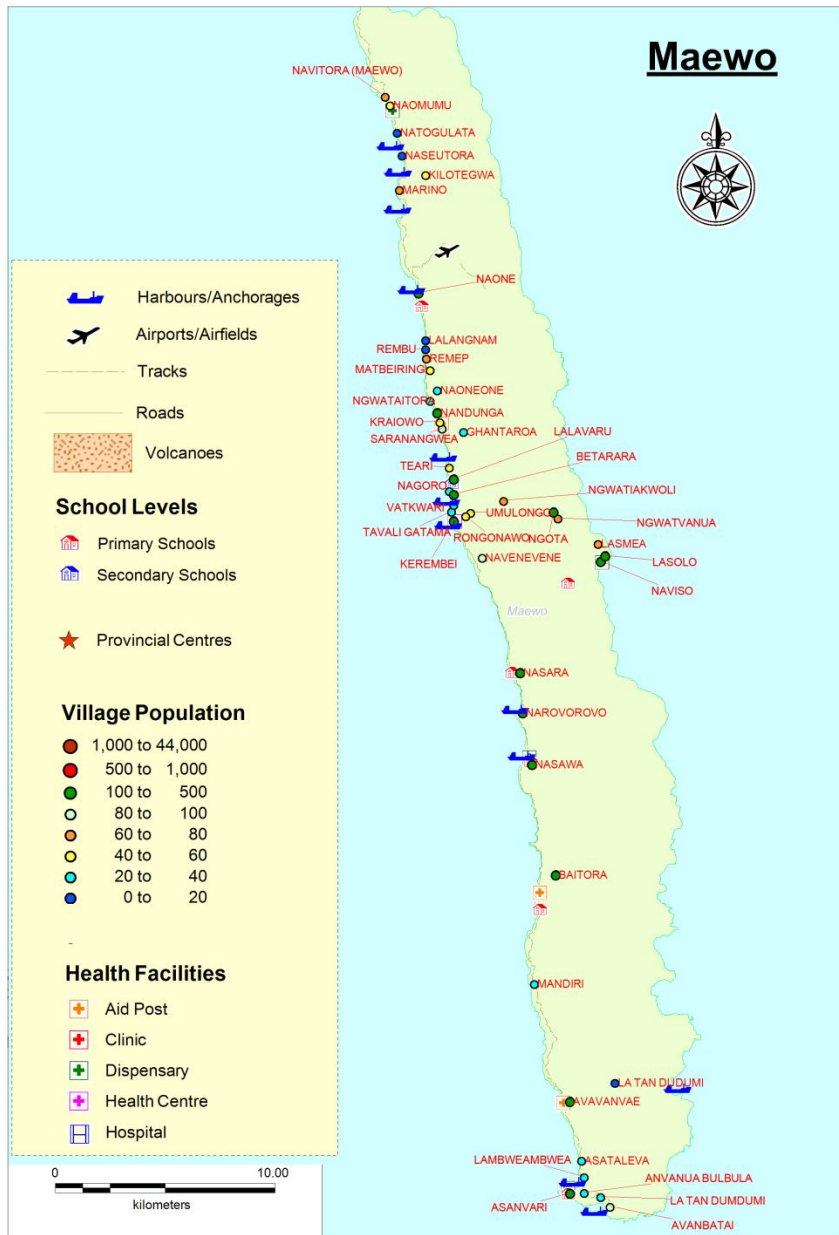 Maewo
NAVITORA (MAEWO)
NAOMUMU
NATOGULATA
NASEUTORA
KILOTEGWA
MARINO
NAONE
LALANGNAM
REMBU
REMEP
MATBEIRING
NAONEONE
NGWATAITORA
NANDUNGA
KRAIOWO
SARANANGWEA
GHANTAROA
LALAVARU
TEARI
BETARARA
NAGORO
NGWATIAKWOLI
VATKWARI
UMULONGO
TAVALI GATAMA
NGWATVANUA
RONGONAWO
NGOTA
KEREMBEI
NAVENEVENE
LASMEA
LASOLO
NAVISO
Maewo
NASARA
NAROVOROVO
NASAWA
BAITORA
MANDIRI
LA TAN DUDUMI
AVAVANVAE
LAMBWEAMBWEA
ASATALEVA
ANVANUA BULBULA
ASANVARI
LA TAN DUMDUMI
AVANBATAI
Harbours/Anchorages
Airports/Airfields
Tracks
Roads
Volcanoes
School Levels
Primary Schools
Secondary Schools
Provincial Centres
Village Population
1,000 to 44,000
500 to 1,000
100 to 500
80 to 100
60 to 80
40 to 60
20 to 40
0 to 20
Health Facilities
Aid Post
Clinic
Dispensary
Health Centre
Hospital
0 10.00
kilometers